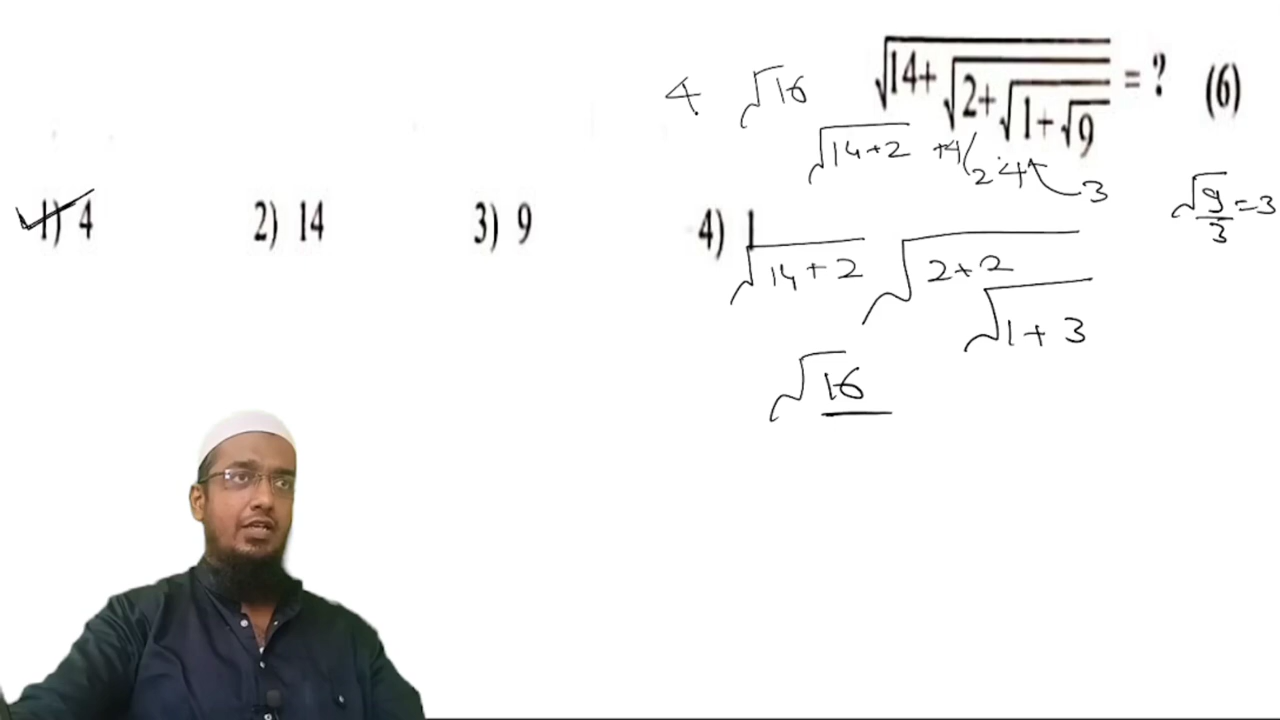 √14+√2+√1+√9 = ? (6)
4 √16
√14+2 +4/2 4 3
√9/3=3
1) 4 2) 14 3) 9 4) 1
√14+2 √2+2
√1+3
√16